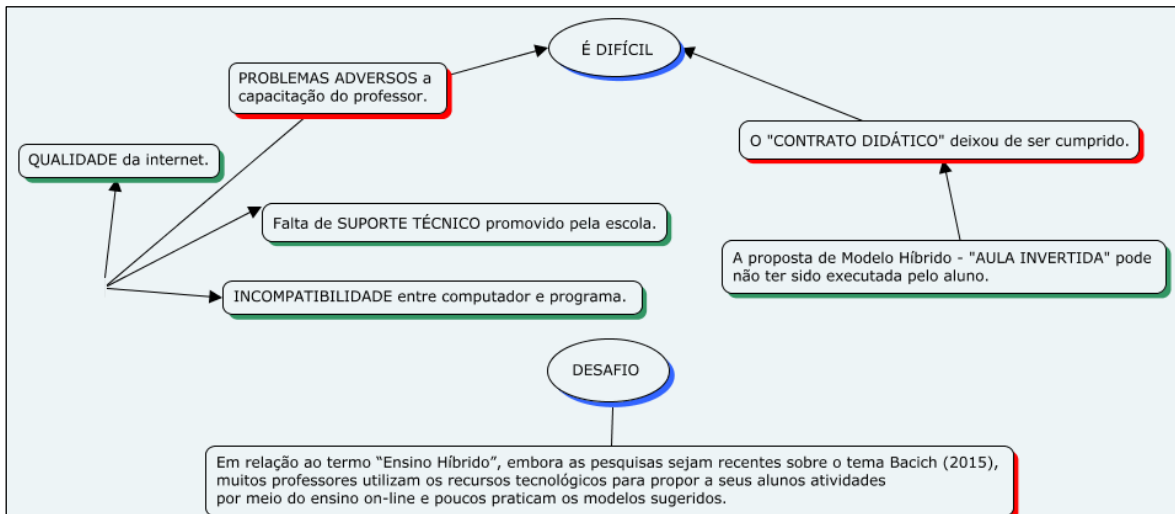 É DIFÍCIL
PROBLEMAS ADVERSOS a
capacitação do professor.
O "CONTRATO DIDÁTICO" deixou de ser cumprido.
QUALIDADE da internet.
Falta de SUPORTE TÉCNICO promovido pela escola.
A proposta de Modelo Híbrido - "AULA INVERTIDA" pode
não ter sido executada pelo aluno.
INCOMPATIBILIDADE entre computador e programa.
DESAFIO
Em relação ao termo “Ensino Híbrido”, embora as pesquisas sejam recentes sobre o tema Bacich (2015),
muitos professores utilizam os recursos tecnológicos para propor a seus alunos atividades
por meio do ensino on-line e poucos praticam os modelos sugeridos.